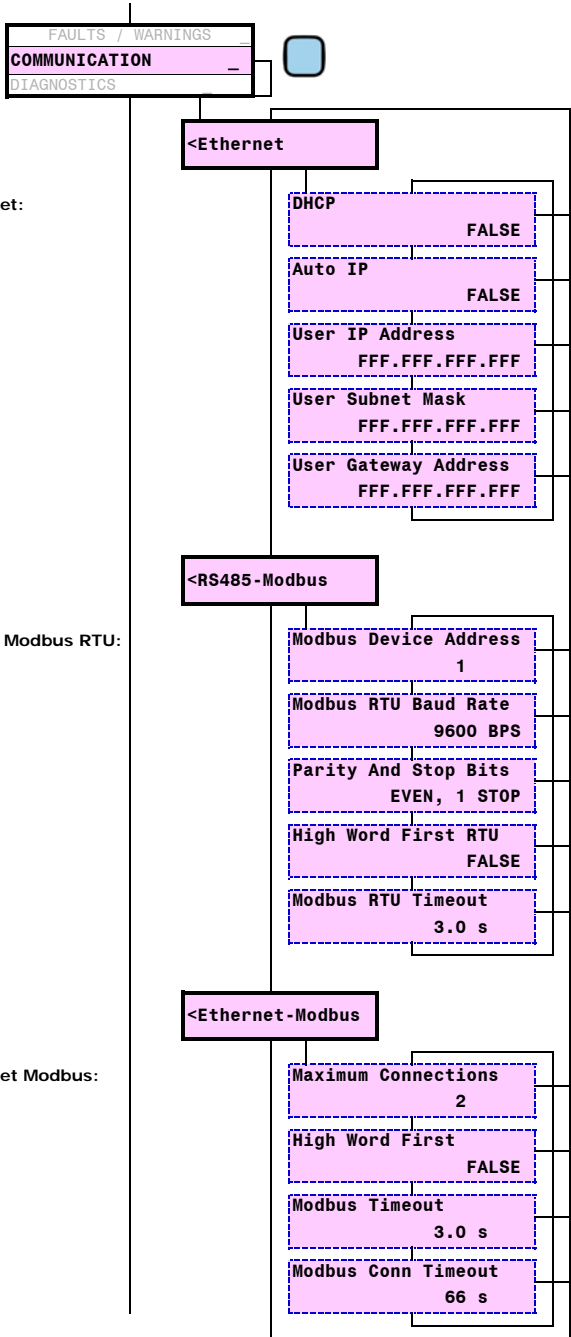 FAULTS / WARNINGS _
COMMUNICATION _
DIAGNOSTICS _
<Ethernet
et:
DHCP
FALSE
Auto IP
FALSE
User IP Address
FFF.FFF.FFF.FFF
User Subnet Mask
FFF.FFF.FFF.FFF
User Gateway Address
FFF.FFF.FFF.FFF
<RS485-Modbus
Modbus RTU:
Modbus Device Address
1
Modbus RTU Baud Rate
9600 BPS
Parity And Stop Bits
EVEN, 1 STOP
High Word First RTU
FALSE
Modbus RTU Timeout
3.0 s
<Ethernet-Modbus
et Modbus:
Maximum Connections
2
High Word First
FALSE
Modbus Timeout
3.0 s
Modbus Conn Timeout
66 s